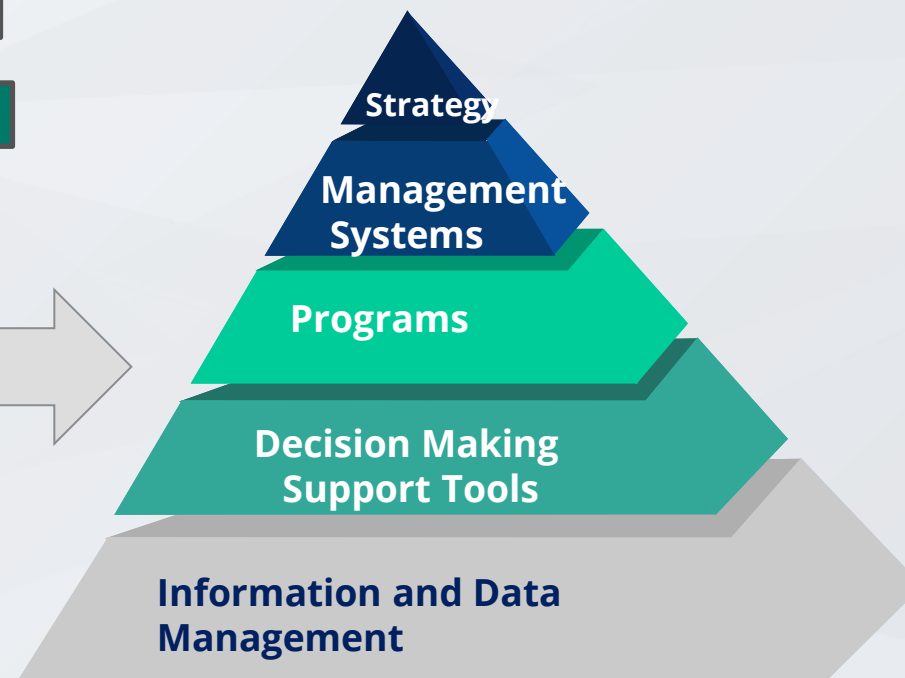 Strategy
Management
Systems
Programs
Decision Making
Support Tools
Information and Data
Management